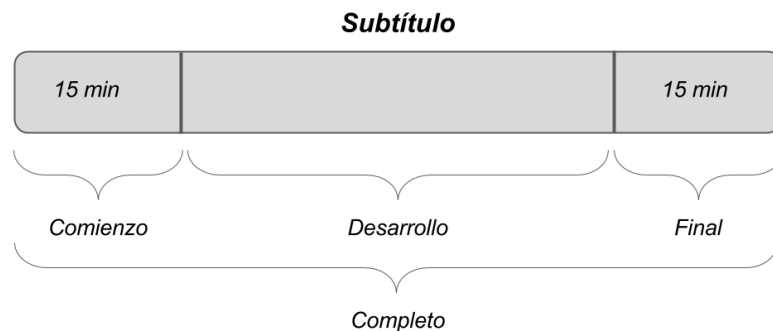 Subtítulo
15 min
15 min
Comienzo
Desarrollo
Final
Completo